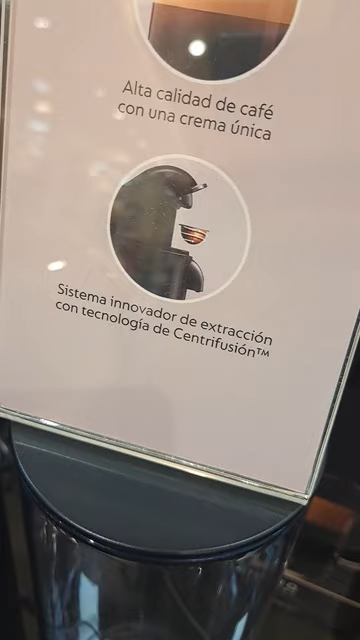 Alta calidad de café
con una crema única
Sistema innovador de extracción
con tecnología de Centrifusión™